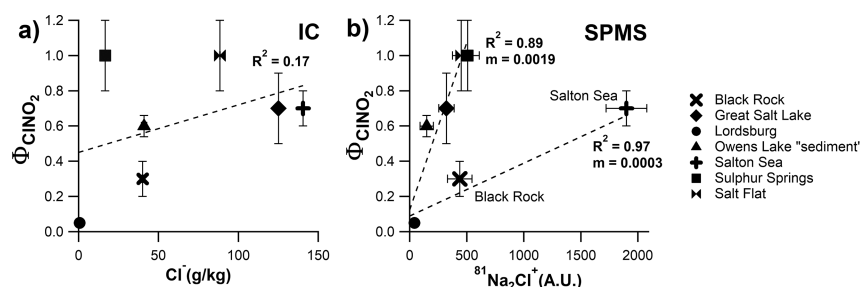 a)
IC
1.2
1.0
0.8
0.6
0.4
0.2
0.0
ΦClNO2
R² = 0.17
0
50
100
150
Cl⁻(g/kg)
b)
SPMS
1.2
1.0
0.8
0.6
0.4
0.2
0.0
ΦClNO2
R² = 0.89
m = 0.0019
Salton Sea
R² = 0.97
m = 0.0003
Black Rock
0
500
1000
1500
2000
⁸¹Na₂Cl⁺(A.U.)
Black Rock
Great Salt Lake
Lordsburg
Owens Lake "sediment'
Salton Sea
Sulphur Springs
Salt Flat